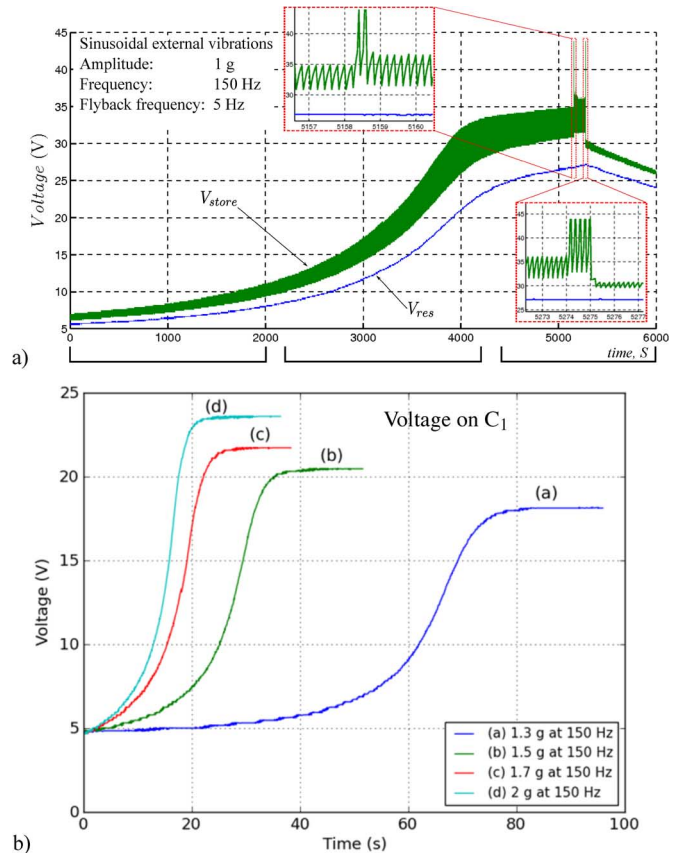 45
40
35
30
25
20
15
10
5
Voltage (V)
Sinusoidal external vibrations
Amplitude: 1 g
Frequency: 150 Hz
Flyback frequency: 5 Hz
40
35
30
5157 5158 5159 5160
V_store
V_res
45
40
35
30
25
5273 5274 5275 5276 5277
0 1000 2000 3000 4000 5000 6000
time, S
a)
25
20
15
10
5
0
Voltage (V)
Voltage on C₁
(d)
(c)
(b)
(a)
(a) 1.3 g at 150 Hz
(b) 1.5 g at 150 Hz
(c) 1.7 g at 150 Hz
(d) 2 g at 150 Hz
0 20 40 60 80 100
Time (s)
b)